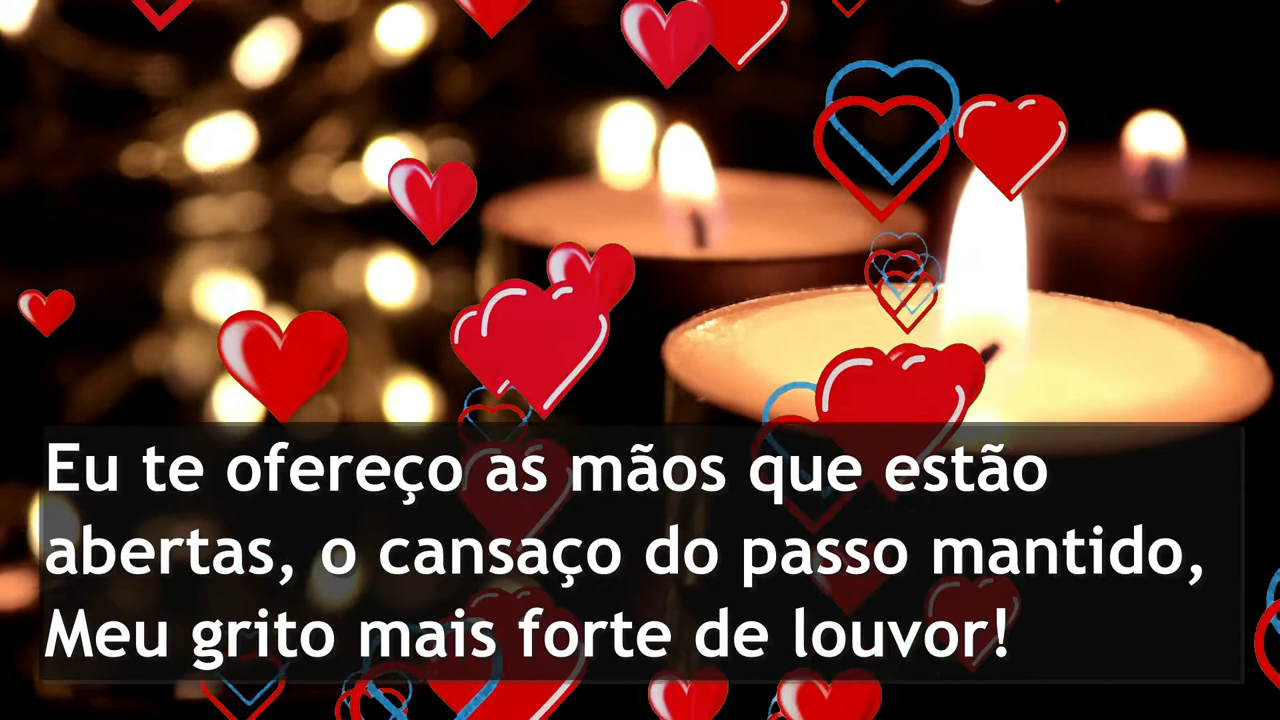 Eu te ofereço as mãos que estão
abertas, o cansaço do passo mantido,
Meu grito mais forte de louvor!